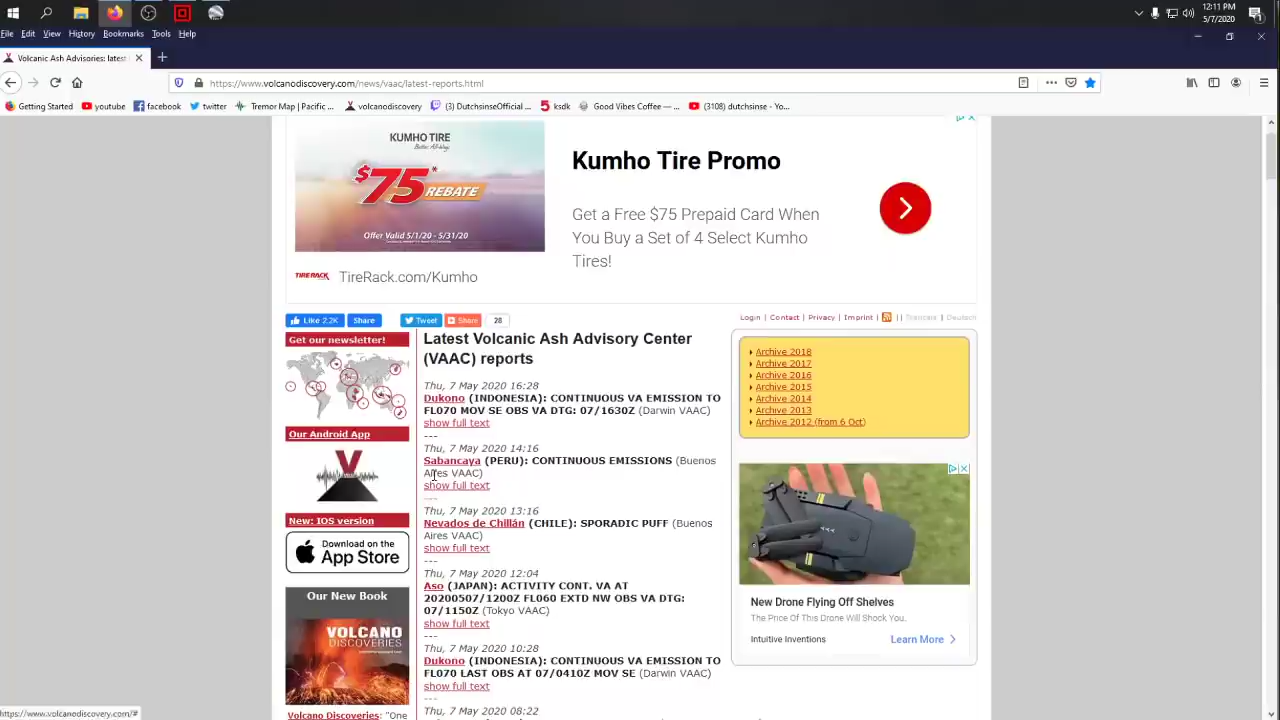 12:11 PM
5/7/2020
File Edit View History Bookmarks Tools Help
Volcanic Ash Advisories: latest
https://www.volcanodiscovery.com/news/vaac/latest-reports.html
Getting Started youtube facebook twitter Tremor Map | Pacific ... volcanodiscovery (3) DutchsinseOfficial ... ksdk Good Vibes Coffee — ... (3108) dutchsinse - Yo...
KUMHO TIRE
$75 REBATE
Offer Valid 5/1/20 - 5/31/20
Kumho Tire Promo
Get a Free $75 Prepaid Card When
You Buy a Set of 4 Select Kumho
Tires!
TIRE RACK TireRack.com/Kumho
Like 2.2K Share Tweet Share 28
Login | Contact | Privacy | Imprint | || Francais | Deutsch
Get our newsletter!
Our Android App
New: IOS version
Download on the
App Store
Our New Book
VOLCANO
DISCOVERIES
Volcano Discoveries: "One
Latest Volcanic Ash Advisory Center
(VAAC) reports
Thu, 7 May 2020 16:28
Dukono (INDONESIA): CONTINUOUS VA EMISSION TO
FL070 MOV SE OBS VA DTG: 07/1630Z (Darwin VAAC)
show full text
---
Thu, 7 May 2020 14:16
Sabancaya (PERU): CONTINUOUS EMISSIONS (Buenos
Aires VAAC)
show full text
---
Thu, 7 May 2020 13:16
Nevados de Chillán (CHILE): SPORADIC PUFF (Buenos
Aires VAAC)
show full text
---
Thu, 7 May 2020 12:04
Aso (JAPAN): ACTIVITY CONT. VA AT
20200507/1200Z FL060 EXTD NW OBS VA DTG:
07/1150Z (Tokyo VAAC)
show full text
---
Thu, 7 May 2020 10:28
Dukono (INDONESIA): CONTINUOUS VA EMISSION TO
FL070 LAST OBS AT 07/0410Z MOV SE (Darwin VAAC)
show full text
---
Thu, 7 May 2020 08:22
Archive 2018
Archive 2017
Archive 2016
Archive 2015
Archive 2014
Archive 2013
Archive 2012 (from 6 Oct)
New Drone Flying Off Shelves
The Price Of This Drone Will Shock You.
Intuitive Inventions Learn More
https://www.volcanodiscovery.com/#